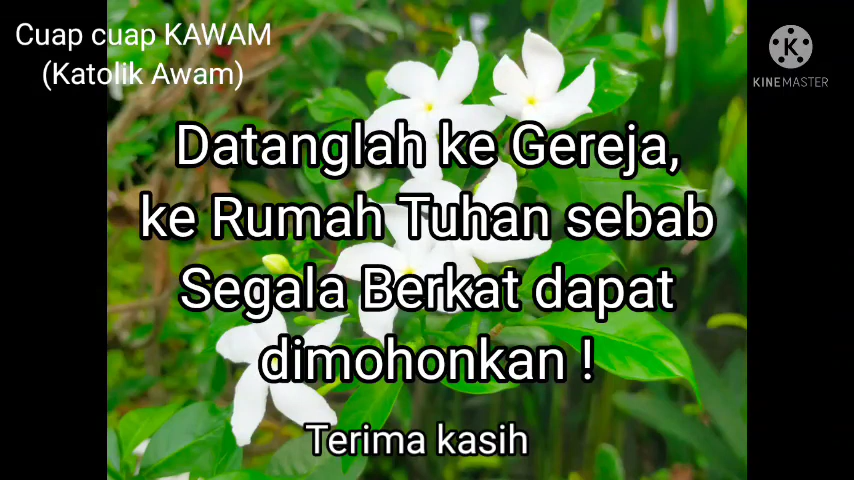 Cuap cuap KAWAM
(Katolik Awam)
K
KINEMASTER
Datanglah ke Gereja,
ke Rumah Tuhan sebab
Segala Berkat dapat
dimohonkan !
Terima kasih